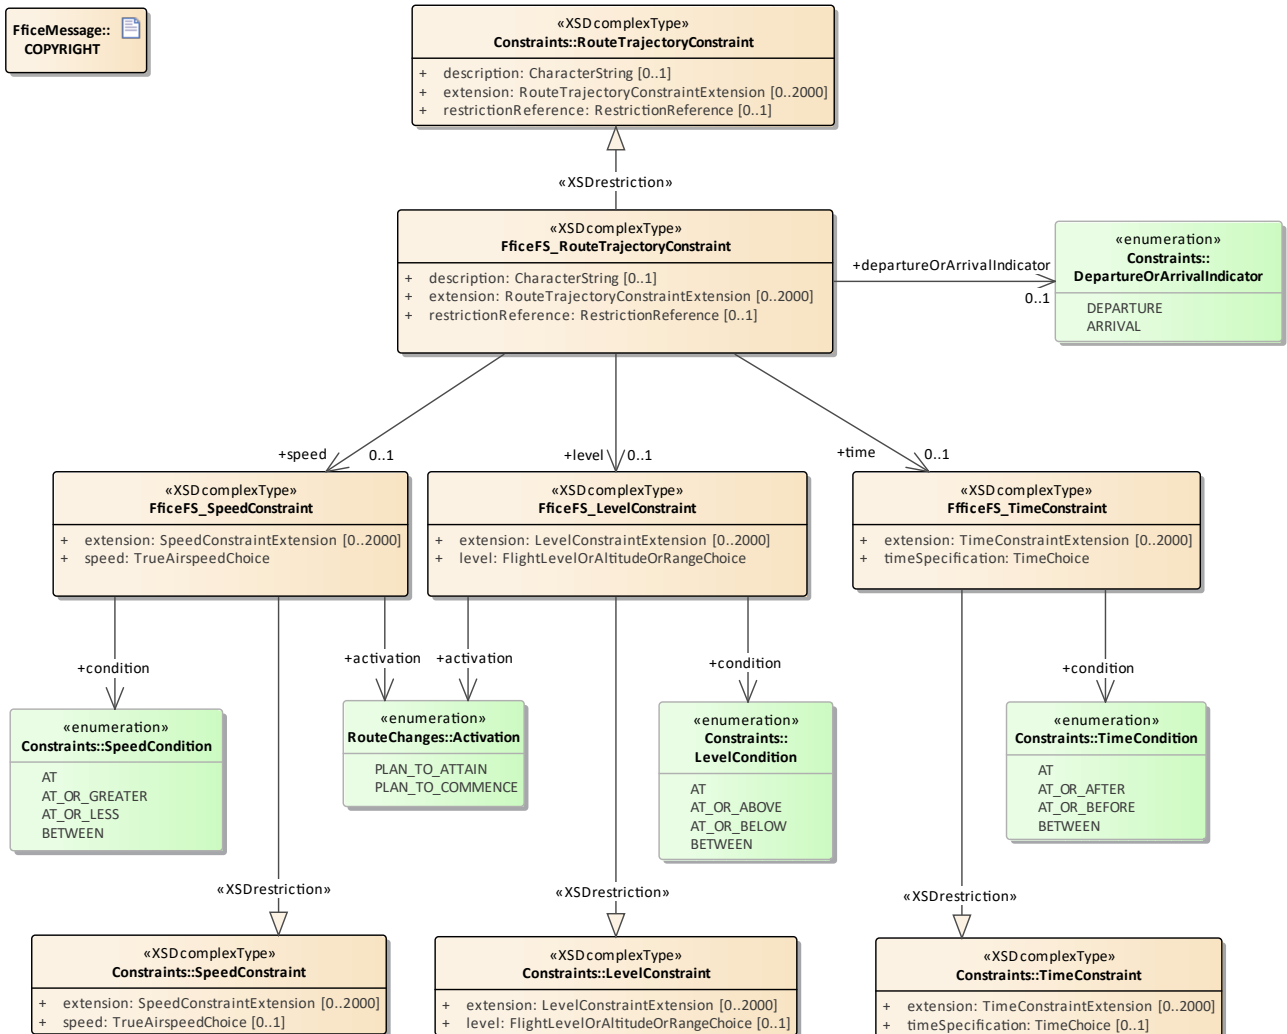 FficeMessage::
COPYRIGHT
«XSDcomplexType»
Constraints::RouteTrajectoryConstraint
+ description: CharacterString [0..1]
+ extension: RouteTrajectoryConstraintExtension [0..2000]
+ restrictionReference: RestrictionReference [0..1]
«XSDrestriction»
«XSDcomplexType»
FficeFS_RouteTrajectoryConstraint
+ description: CharacterString [0..1]
+ extension: RouteTrajectoryConstraintExtension [0..2000]
+ restrictionReference: RestrictionReference [0..1]
+departureOrArrivalIndicator
0..1
«enumeration»
Constraints::
DepartureOrArrivalIndicator
DEPARTURE
ARRIVAL
+speed
0..1
+level
0..1
+time
0..1
«XSDcomplexType»
FficeFS_SpeedConstraint
+ extension: SpeedConstraintExtension [0..2000]
+ speed: TrueAirspeedChoice
«XSDcomplexType»
FficeFS_LevelConstraint
+ extension: LevelConstraintExtension [0..2000]
+ level: FlightLevelOrAltitudeOrRangeChoice
«XSDcomplexType»
FfficeFS_TimeConstraint
+ extension: TimeConstraintExtension [0..2000]
+ timeSpecification: TimeChoice
+condition
+activation
+activation
+condition
+condition
«enumeration»
Constraints::SpeedCondition
AT
AT_OR_GREATER
AT_OR_LESS
BETWEEN
«enumeration»
RouteChanges::Activation
PLAN_TO_ATTAIN
PLAN_TO_COMMENCE
«enumeration»
Constraints::
LevelCondition
AT
AT_OR_ABOVE
AT_OR_BELOW
BETWEEN
«enumeration»
Constraints::TimeCondition
AT
AT_OR_AFTER
AT_OR_BEFORE
BETWEEN
«XSDrestriction»
«XSDrestriction»
«XSDrestriction»
«XSDcomplexType»
Constraints::SpeedConstraint
+ extension: SpeedConstraintExtension [0..2000]
+ speed: TrueAirspeedChoice [0..1]
«XSDcomplexType»
Constraints::LevelConstraint
+ extension: LevelConstraintExtension [0..2000]
+ level: FlightLevelOrAltitudeOrRangeChoice [0..1]
«XSDcomplexType»
Constraints::TimeConstraint
+ extension: TimeConstraintExtension [0..2000]
+ timeSpecification: TimeChoice [0..1]